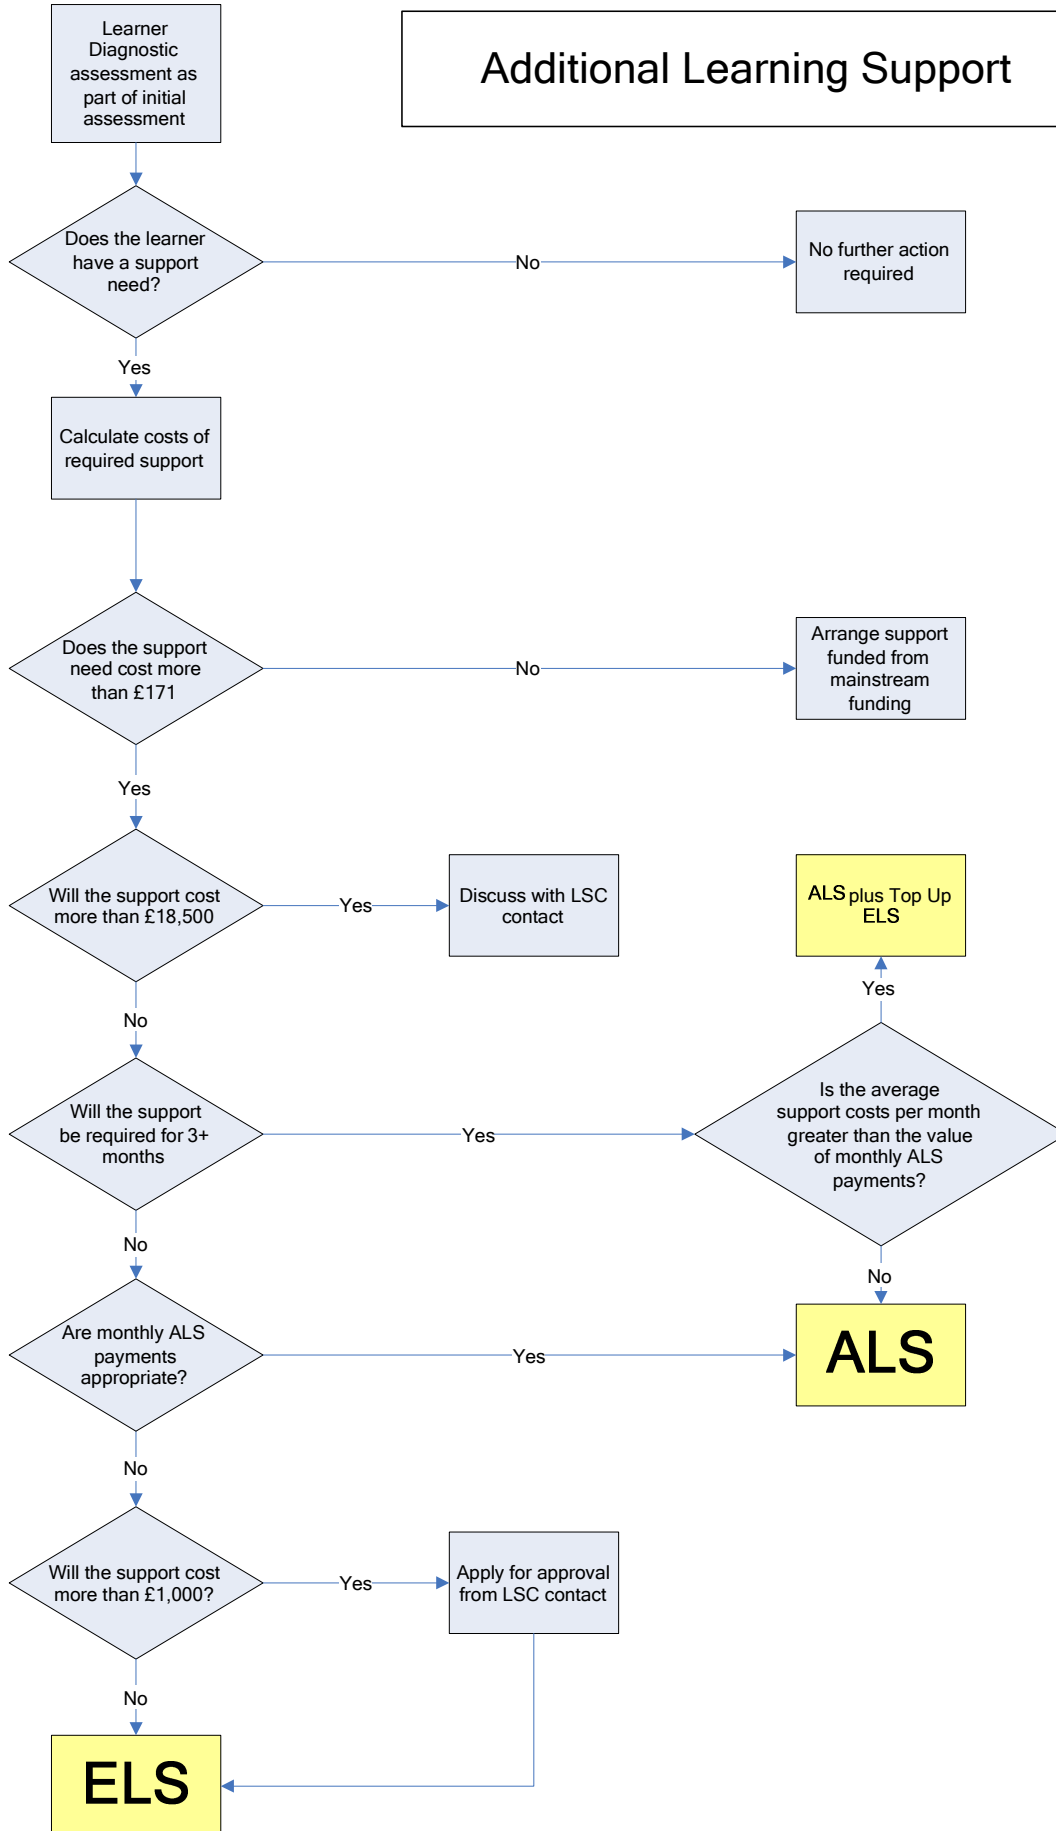 Learner
Diagnostic
assessment as
part of initial
assessment
Additional Learning Support
Does the learner
have a support
need?
No
No further action
required
Yes
Calculate costs of
required support
Does the support
need cost more
than £171
No
Arrange support
funded from
mainstream
funding
Yes
Will the support cost
more than £18,500
Yes
Discuss with LSC
contact
ALS plus Top Up
ELS
Yes
No
Will the support
be required for 3+
months
Yes
Is the average
support costs per month
greater than the value
of monthly ALS
payments?
No
No
Are monthly ALS
payments
appropriate?
Yes
ALS
No
Will the support cost
more than £1,000?
Yes
Apply for approval
from LSC contact
No
ELS